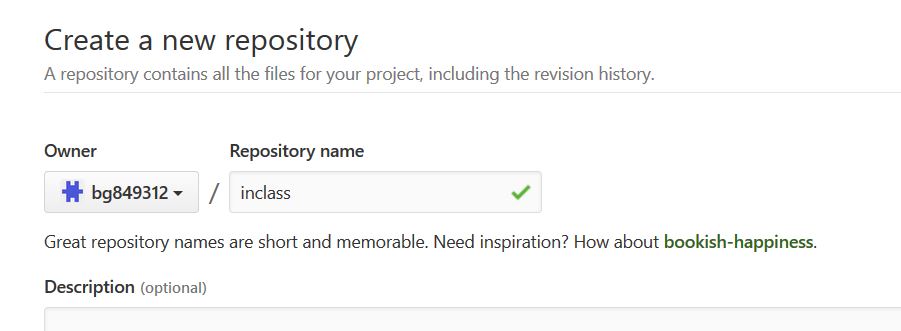 Create a new repository
A repository contains all the files for your project, including the revision history.
Owner
Repository name
bg849312 / inclass
Great repository names are short and memorable. Need inspiration? How about bookish-happiness.
Description (optional)